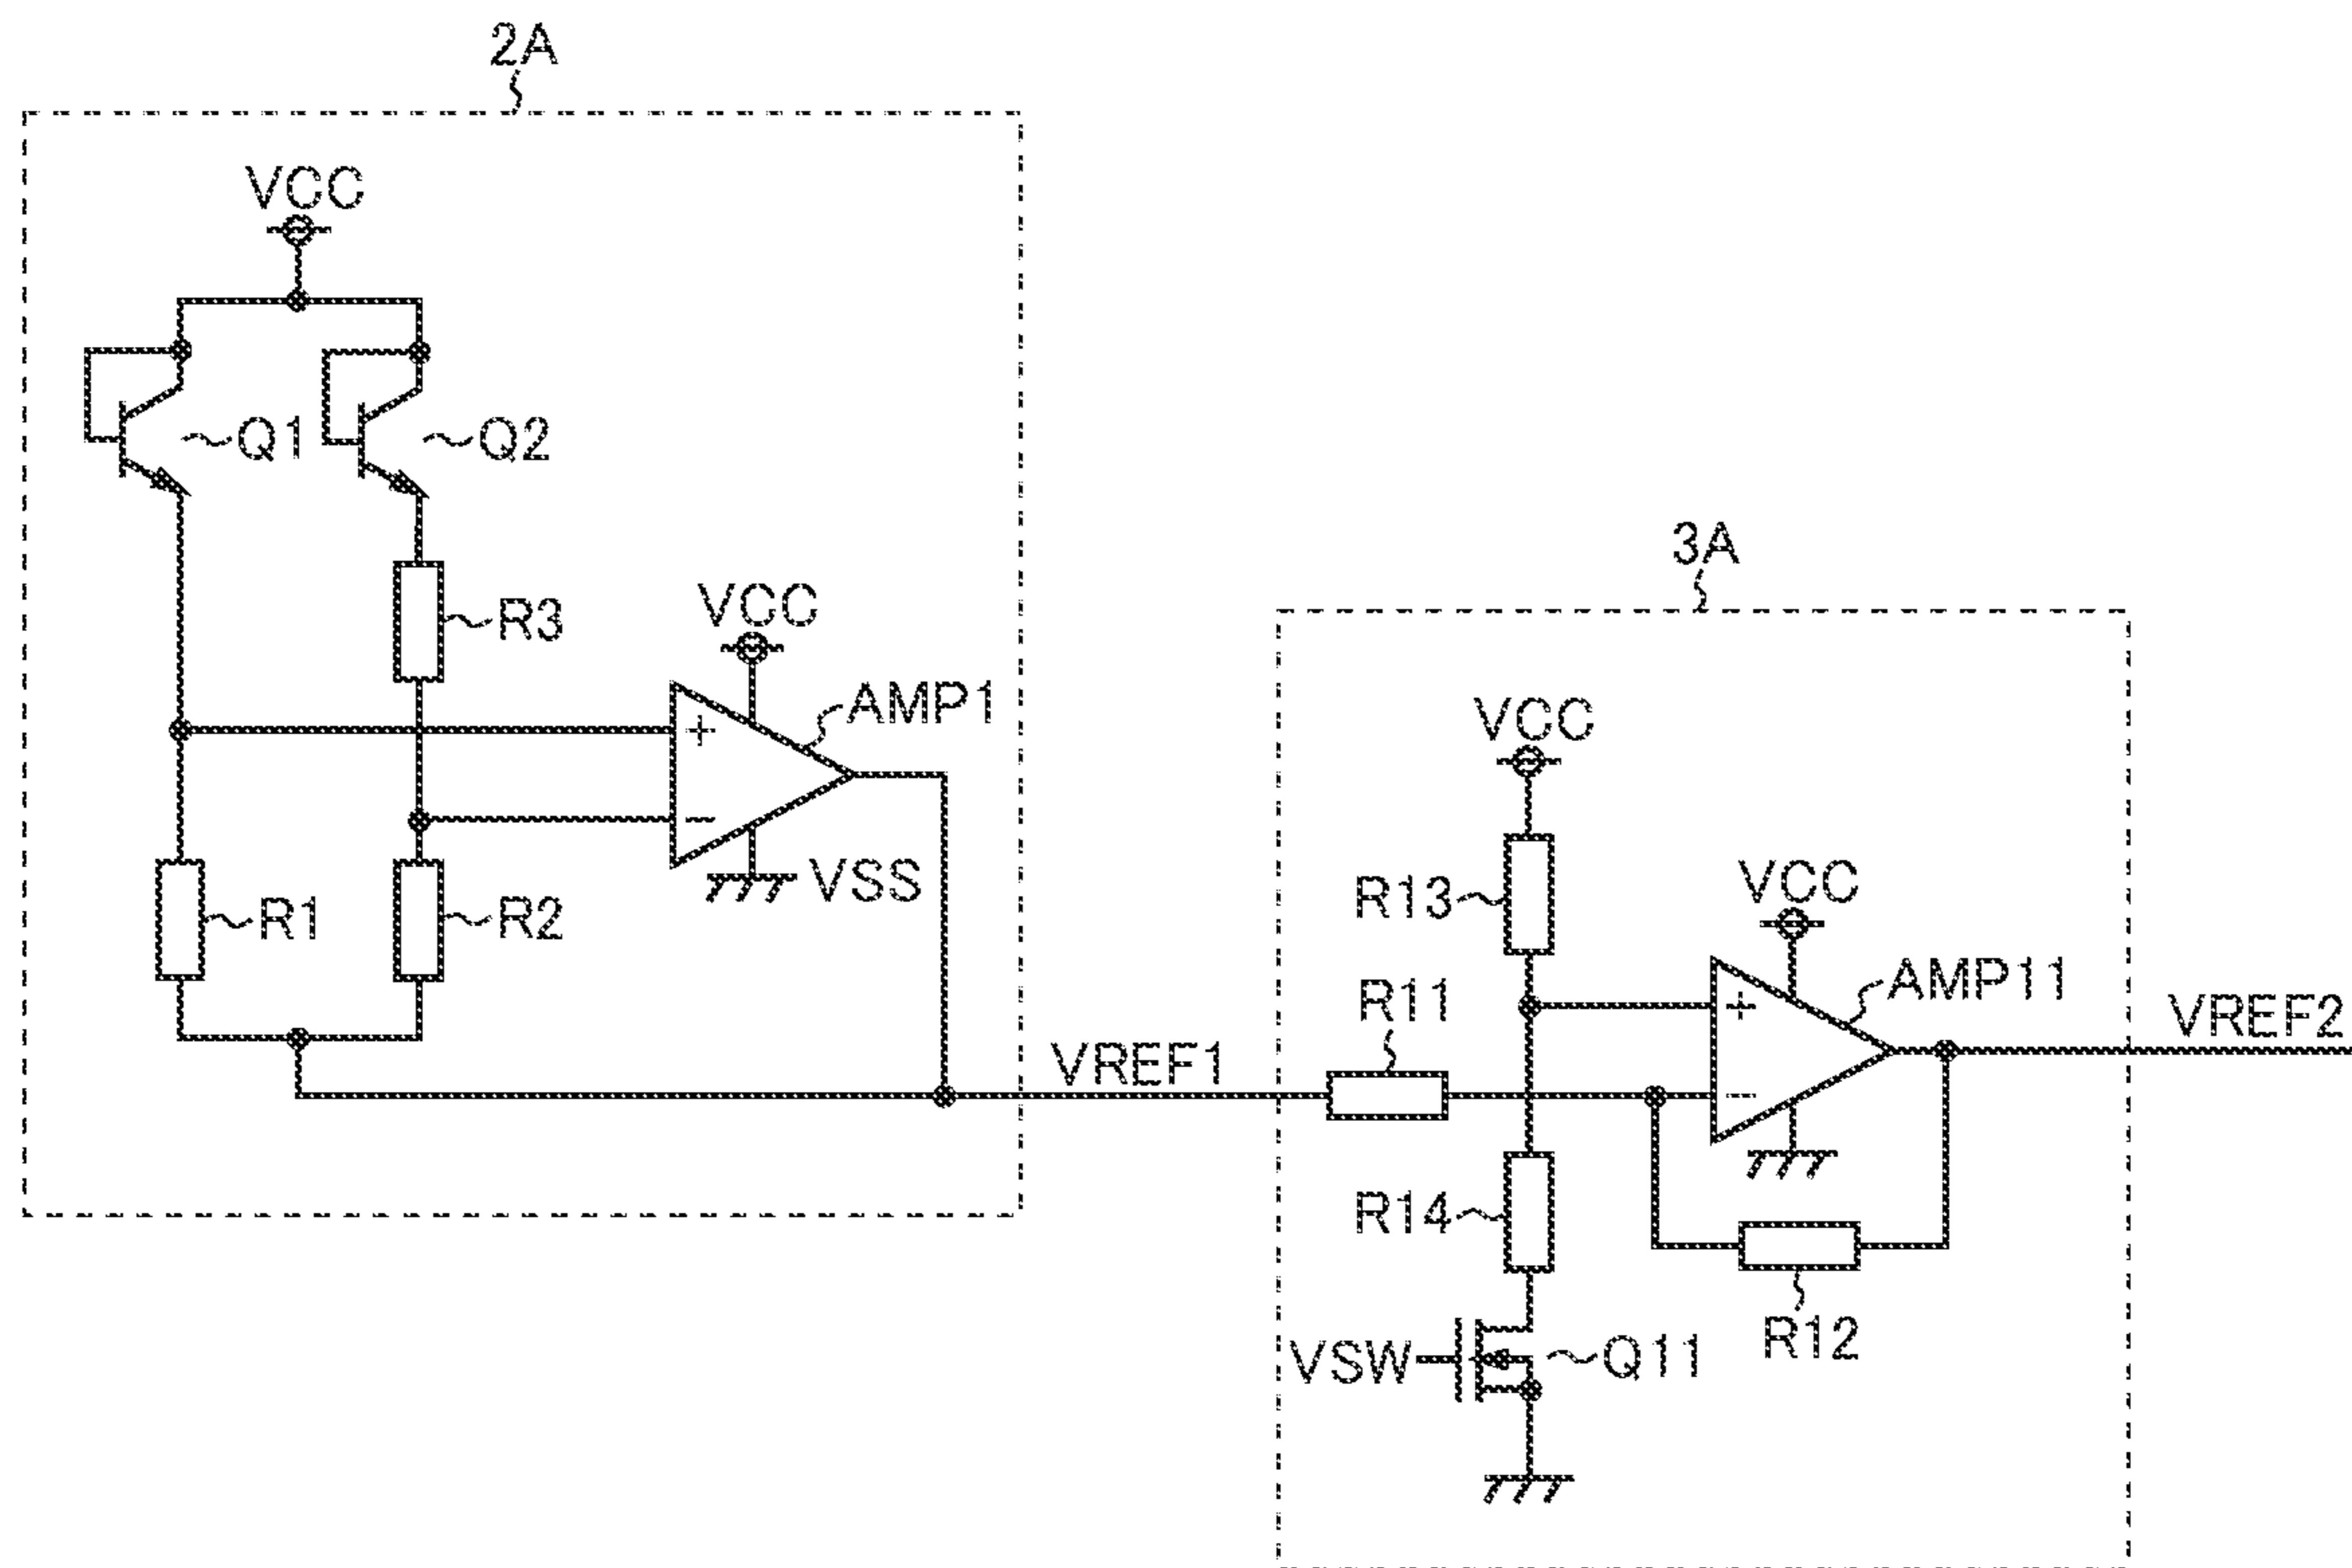 2A
VCC
Q1
Q2
R3
VCC
AMP1
+
−
VSS
R1
R2
VREF1
3A
VCC
R13
VCC
R11
AMP11
+
−
VREF2
R14
R12
VSW
Q11